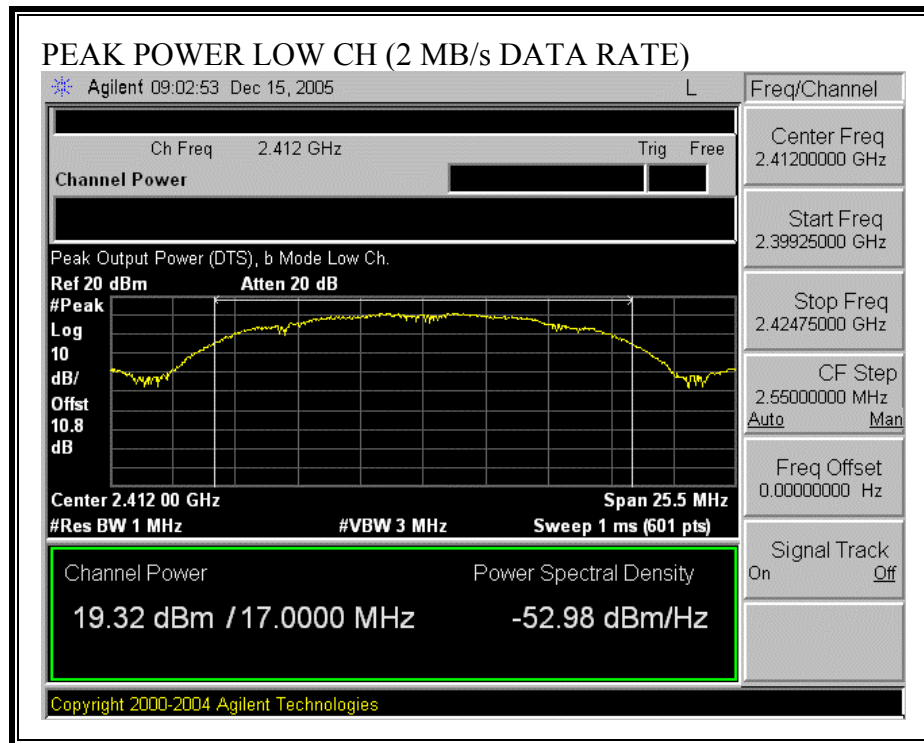 PEAK POWER LOW CH (2 MB/s DATA RATE)
Agilent 09:02:53 Dec 15, 2005 L
Freq/Channel
Ch Freq 2.412 GHz Trig Free
Channel Power
Center Freq
2.41200000 GHz
Start Freq
2.39925000 GHz
Stop Freq
2.42475000 GHz
CF Step
2.55000000 MHz
Auto Man
Freq Offset
0.00000000 Hz
Signal Track
On Off
Peak Output Power (DTS), b Mode Low Ch.
Ref 20 dBm Atten 20 dB
#Peak
Log
10
dB/
Offst
10.8
dB
Center 2.412 00 GHz Span 25.5 MHz
#Res BW 1 MHz #VBW 3 MHz Sweep 1 ms (601 pts)
Channel Power Power Spectral Density
19.32 dBm / 17.0000 MHz -52.98 dBm/Hz
Copyright 2000-2004 Agilent Technologies